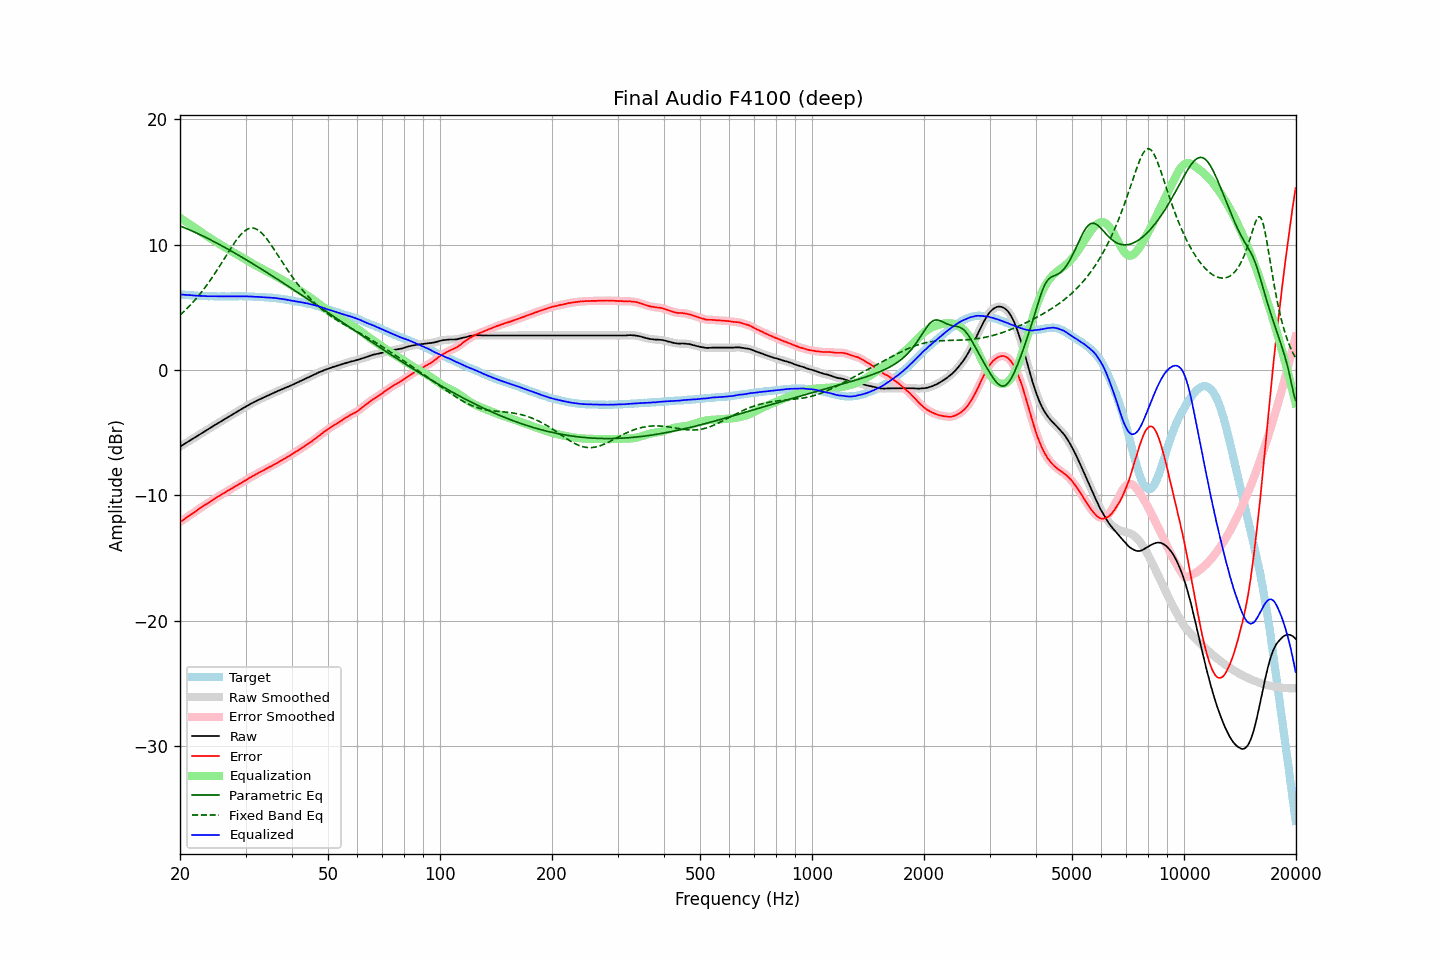 Final Audio F4100 (deep)
Amplitude (dBr)
20
10
0
−10
−20
−30
Target
Raw Smoothed
Error Smoothed
Raw
Error
Equalization
Parametric Eq
Fixed Band Eq
Equalized
20 50 100 200 500 1000 2000 5000 10000 20000
Frequency (Hz)